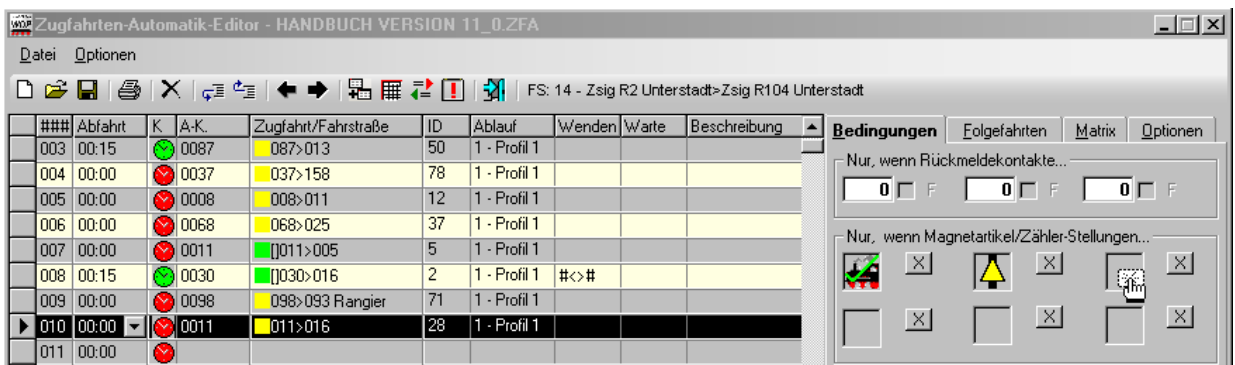 Zugfahrten-Automatik-Editor - HANDBUCH VERSION 11_0.ZFA
Datei Optionen
FS: 14 - Zsig R2 Unterstadt>Zsig R104 Unterstadt
### Abfahrt K A-K. Zugfahrt/Fahrstraße ID Ablauf Wenden Warte Beschreibung
003 00:15 0087 087>013 50 1 - Profil 1
004 00:00 0037 037>158 78 1 - Profil 1
005 00:00 0008 008>011 12 1 - Profil 1
006 00:00 0068 068>025 37 1 - Profil 1
007 00:00 0011 []011>005 5 1 - Profil 1
008 00:15 0030 []030>016 2 1 - Profil 1 #<>#
009 00:00 0098 098>093 Rangier 71 1 - Profil 1
010 00:00 0011 011>016 28 1 - Profil 1
011 00:00
Bedingungen Folgefahrten Matrix Optionen
Nur, wenn Rückmeldekontakte...
0 F 0 F 0 F
Nur, wenn Magnetartikel/Zähler-Stellungen...
X X X
X X X